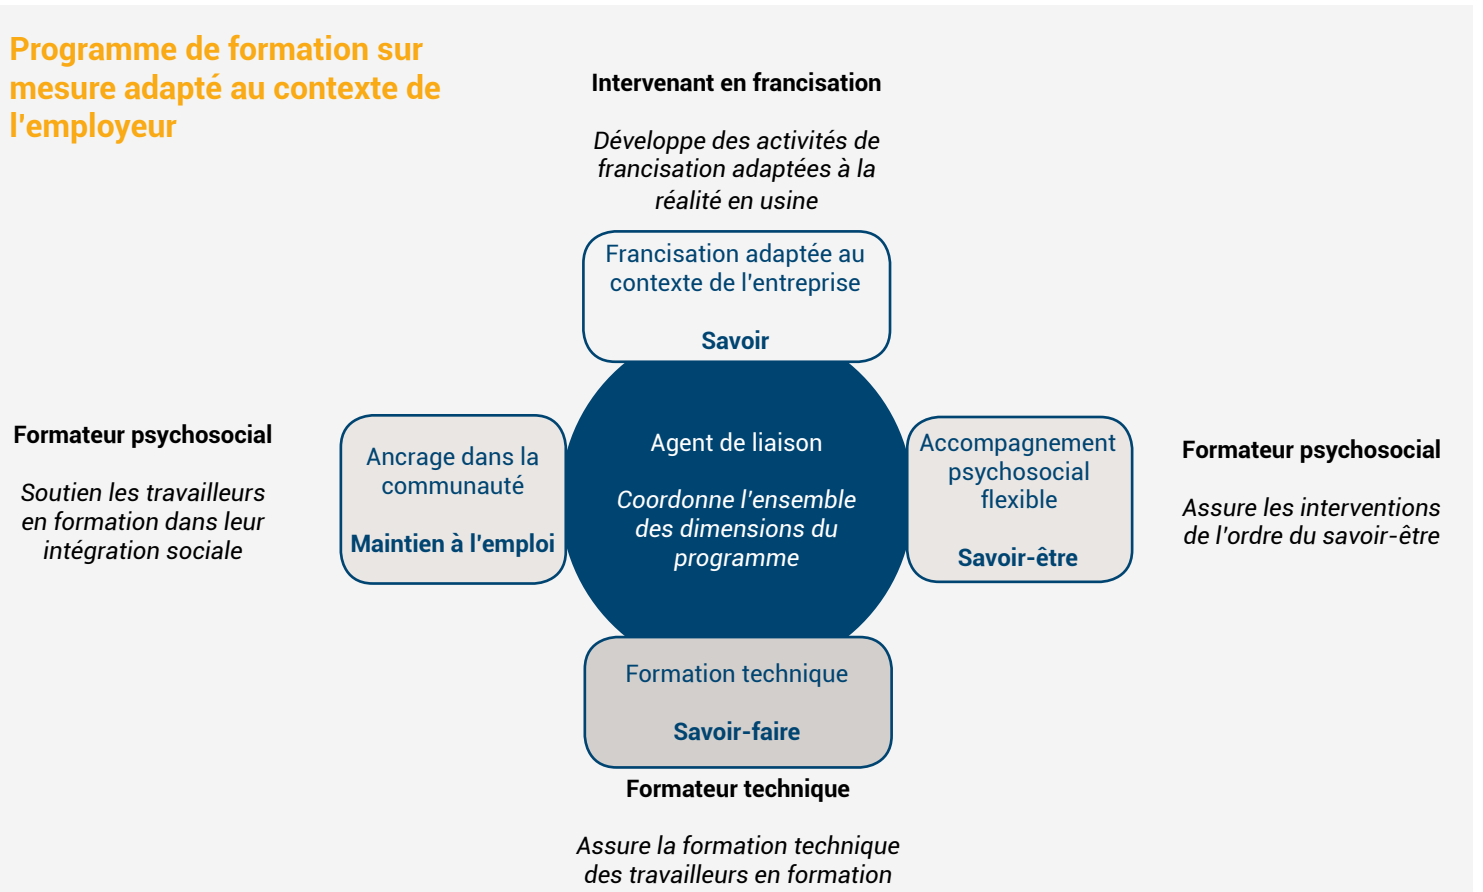 Programme de formation sur
mesure adapté au contexte de
l'employeur
Intervenant en francisation
Développe des activités de
francisation adaptées à la
réalité en usine
Francisation adaptée au
contexte de l'entreprise
Savoir
Formateur psychosocial
Soutien les travailleurs
en formation dans leur
intégration sociale
Ancrage dans la
communauté
Maintien à l'emploi
Agent de liaison
Coordonne l'ensemble
des dimensions du
programme
Accompagnement
psychosocial
flexible
Savoir-être
Formateur psychosocial
Assure les interventions
de l'ordre du savoir-être
Formation technique
Savoir-faire
Formateur technique
Assure la formation technique
des travailleurs en formation